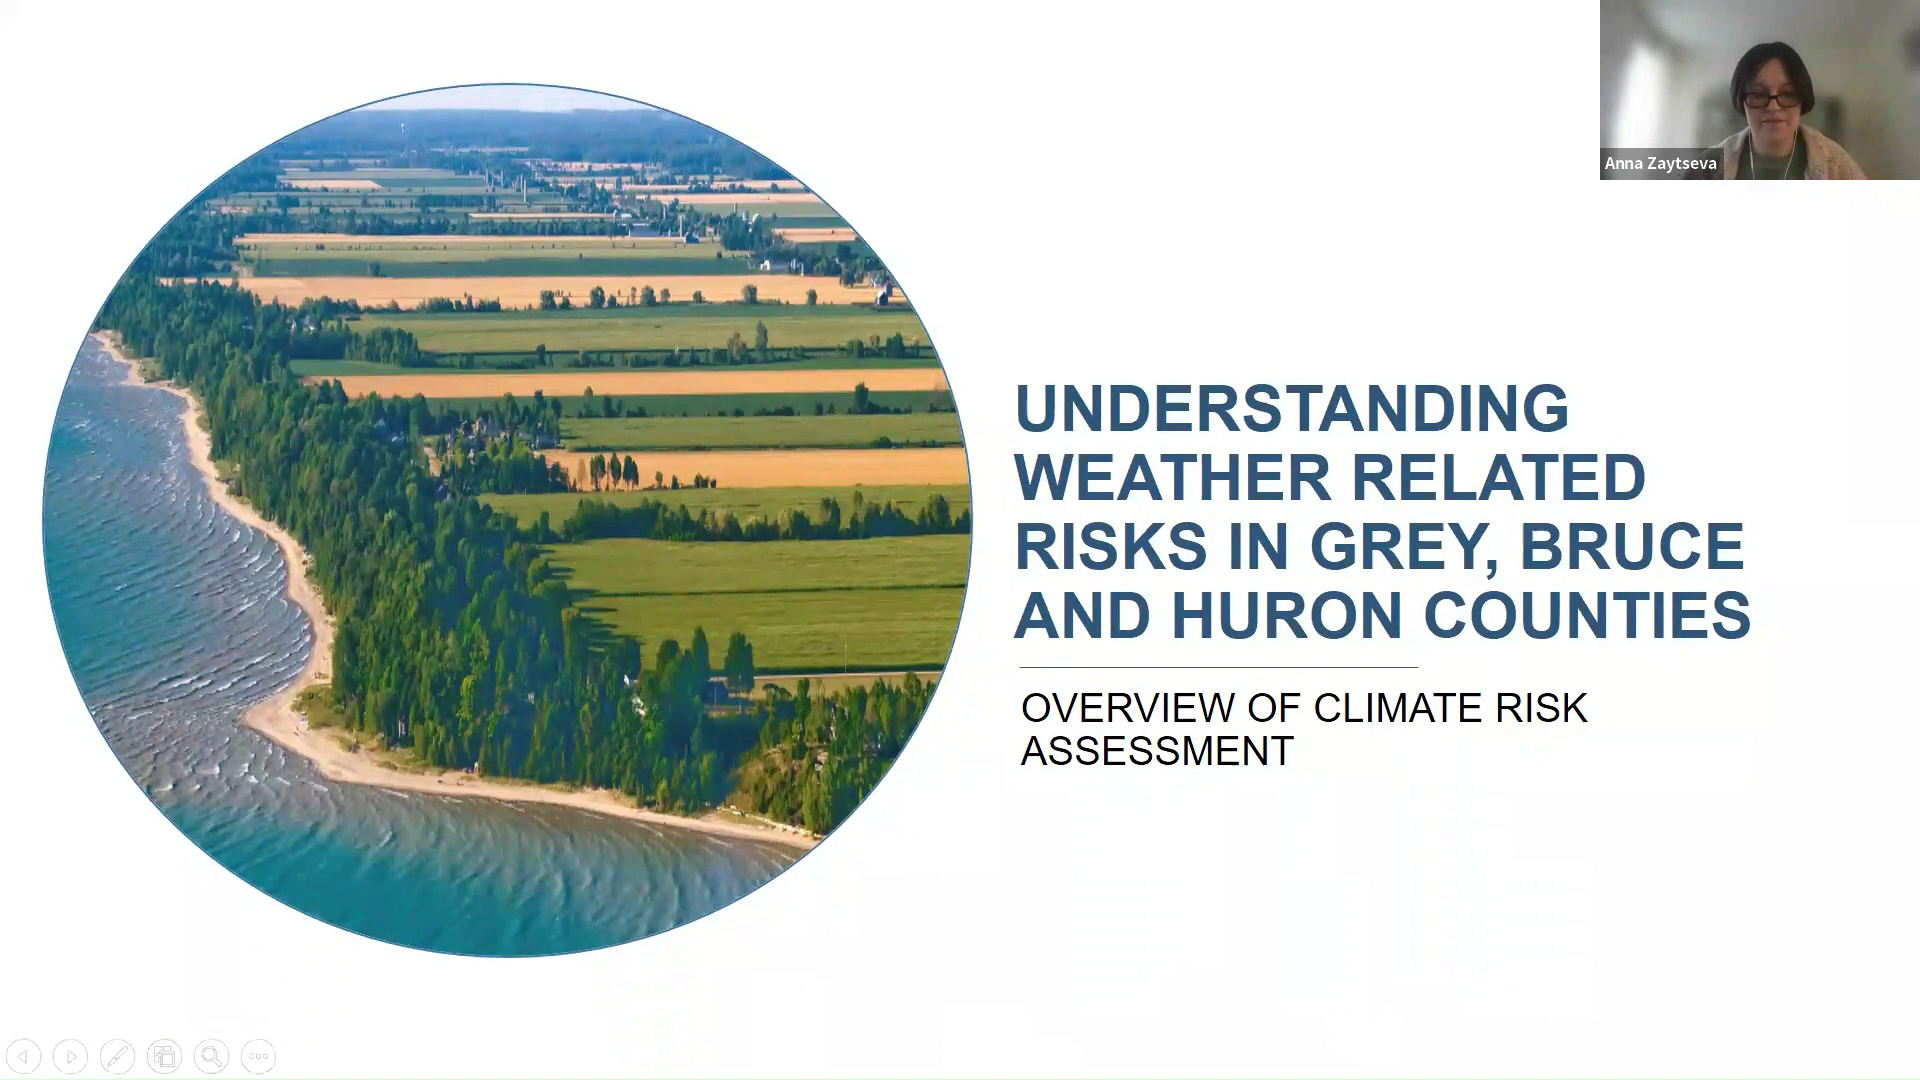 Anna Zaytseva
UNDERSTANDING
WEATHER RELATED
RISKS IN GREY, BRUCE
AND HURON COUNTIES
OVERVIEW OF CLIMATE RISK
ASSESSMENT